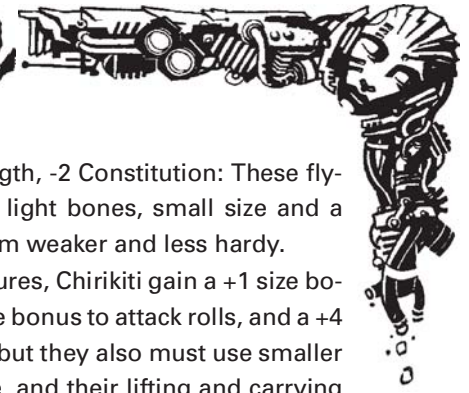 gth, -2 Constitution: These fly-
light bones, small size and a
m weaker and less hardy.
ures, Chirikiti gain a +1 size bo-
e bonus to attack rolls, and a +4
but they also must use smaller
e, and their lifting and carrying